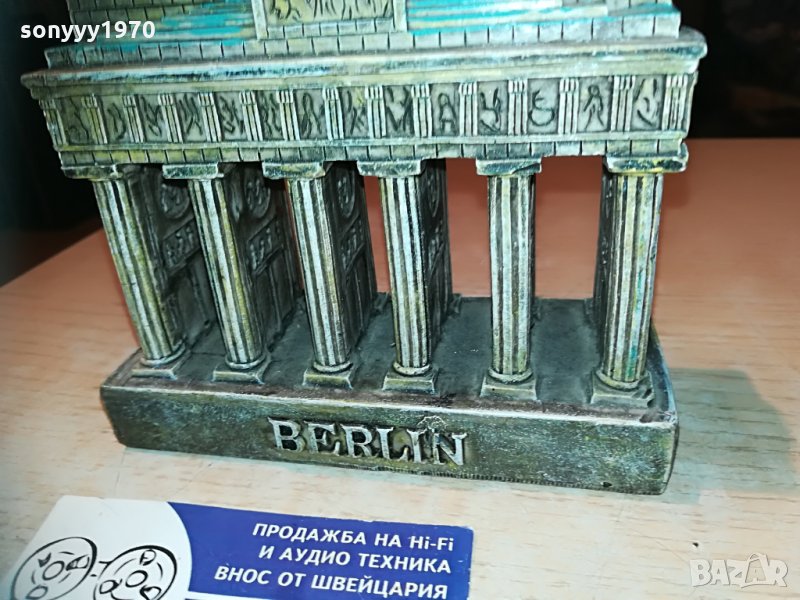 sonyyy1970
BERLIN
ПРОДАЖБА НА Hi-Fi
И АУДИО ТЕХНИКА
ВНОС ОТ ШВЕЙЦАРИЯ
BAZAR